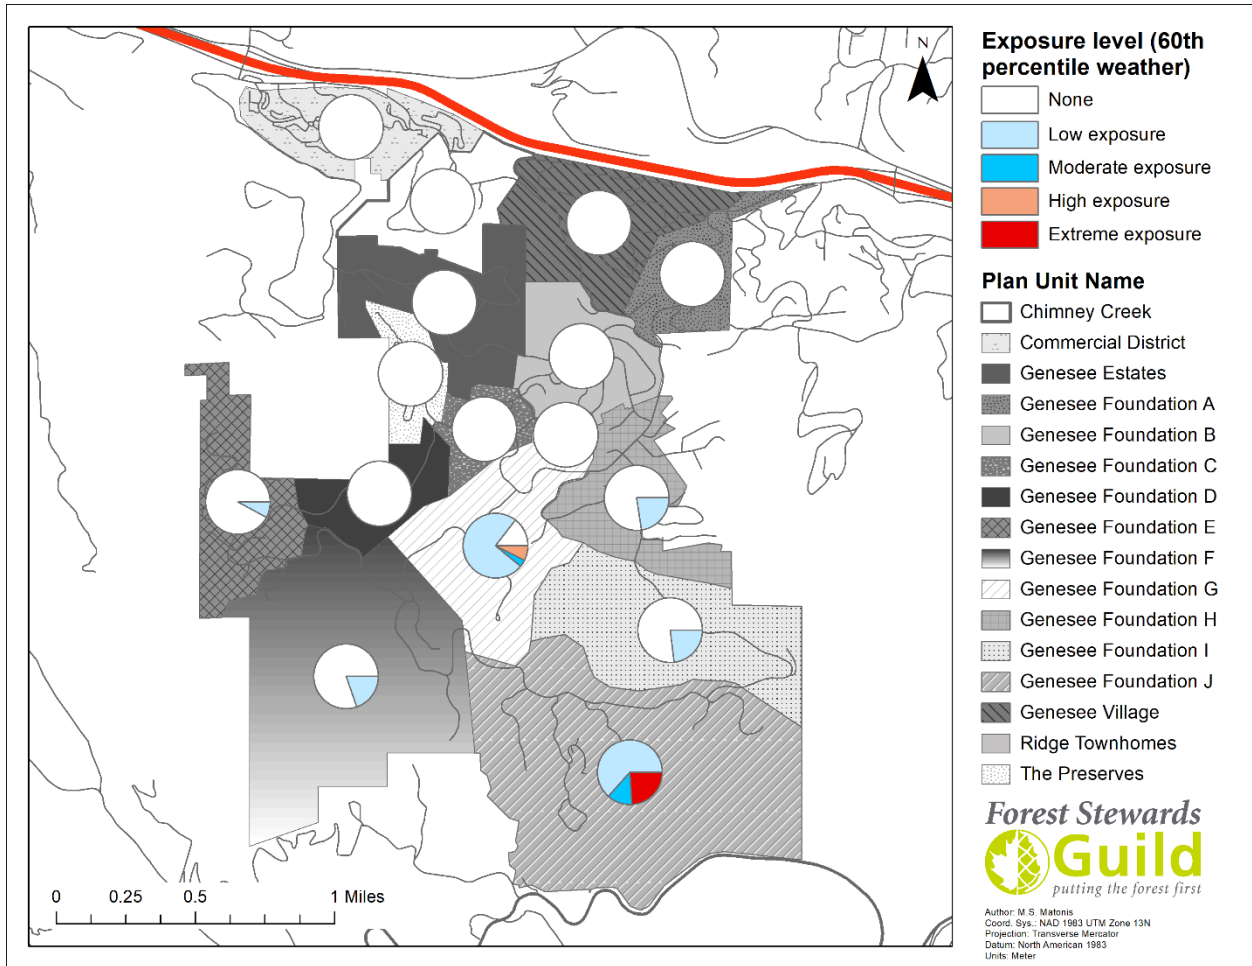 Exposure level (60th
percentile weather)
None
Low exposure
Moderate exposure
High exposure
Extreme exposure
Plan Unit Name
Chimney Creek
Commercial District
Genesee Estates
Genesee Foundation A
Genesee Foundation B
Genesee Foundation C
Genesee Foundation D
Genesee Foundation E
Genesee Foundation F
Genesee Foundation G
Genesee Foundation H
Genesee Foundation I
Genesee Foundation J
Genesee Village
Ridge Townhomes
The Preserves
N
0 0.25 0.5 1 Miles
Forest Stewards
Guild
putting the forest first
Author: M.S. Matonis
Coord. Sys.: NAD 1983 UTM Zone 13N
Projection: Transverse Mercator
Datum: North American 1983
Units: Meter